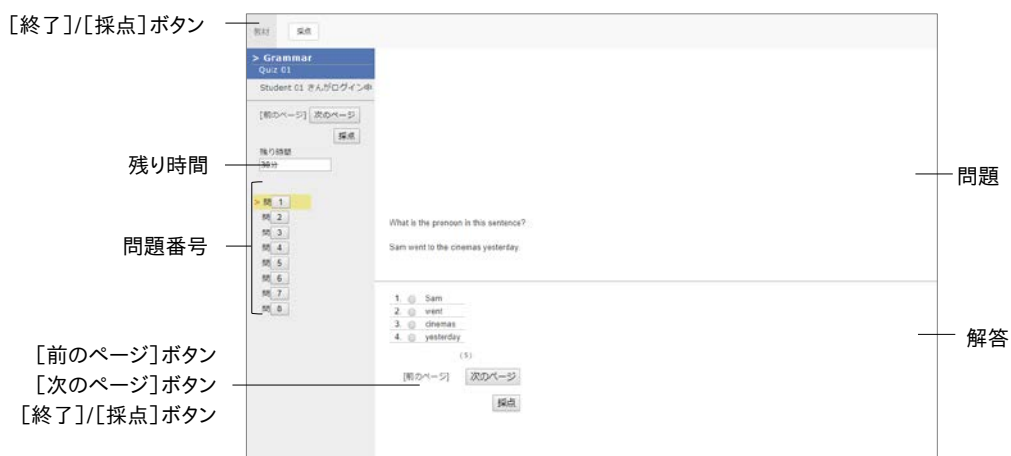 ［終了］/［採点］ボタン
教材 採点
> Grammar
Quiz 01
Student 01 さんがログイン中
［前のページ］ 次のページ
採点
残り時間
残り時間
30分
問題
> 問 1
問 2
問 3
問題番号
問 4
問 5
問 6
問 7
問 8
What is the pronoun in this sentence?
Sam went to the cinemas yesterday.
1. Sam
2. went
3. cinemas
4. yesterday
(5)
解答
［前のページ］ボタン
［次のページ］ボタン
［終了］/［採点］ボタン
［前のページ］ 次のページ
採点